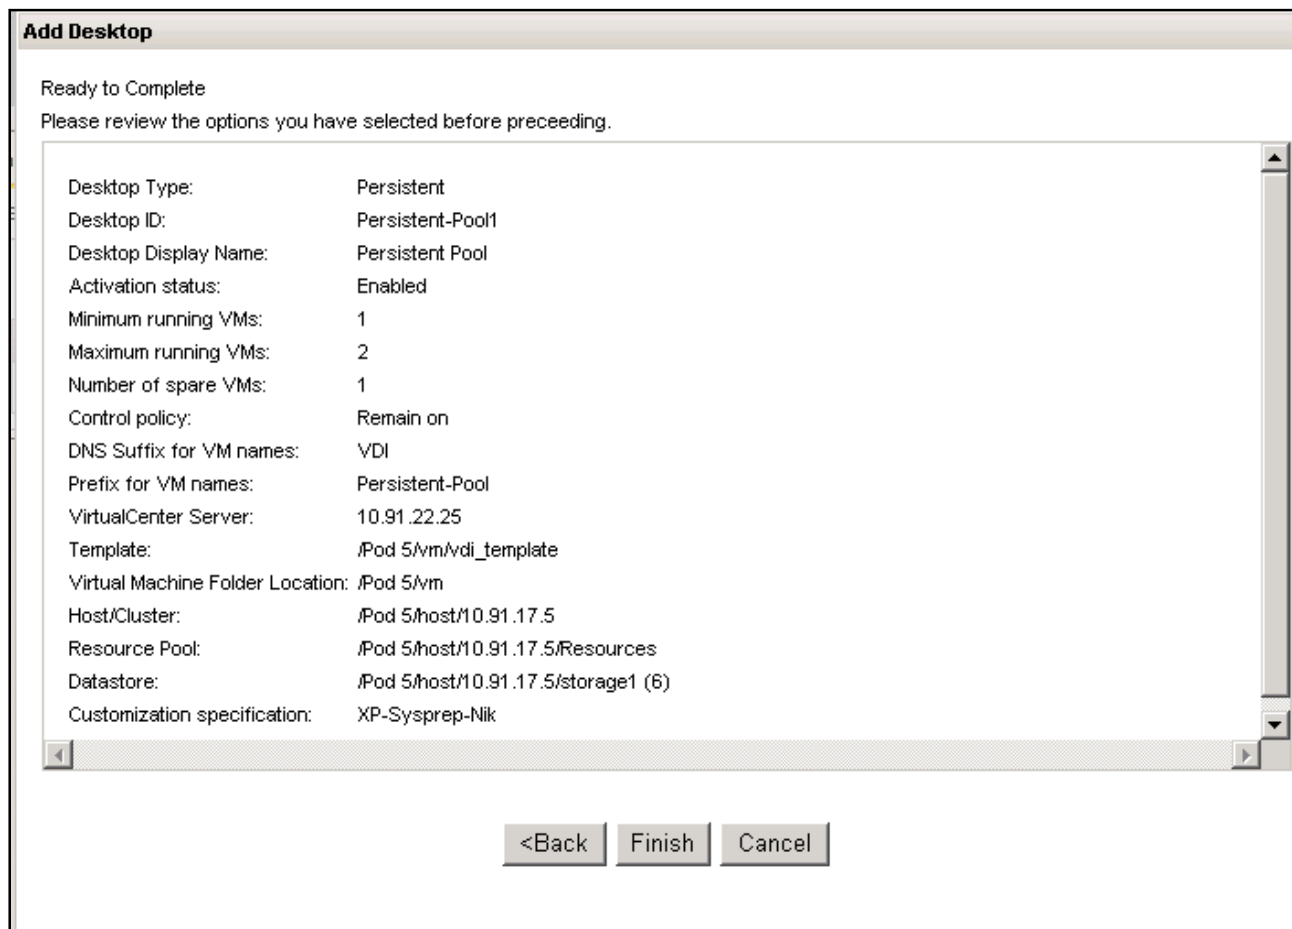 Add Desktop
Ready to Complete
Please review the options you have selected before preceeding.
Desktop Type: Persistent
Desktop ID: Persistent-Pool1
Desktop Display Name: Persistent Pool
Activation status: Enabled
Minimum running VMs: 1
Maximum running VMs: 2
Number of spare VMs: 1
Control policy: Remain on
DNS Suffix for VM names: VDI
Prefix for VM names: Persistent-Pool
VirtualCenter Server: 10.91.22.25
Template: /Pod 5/vm/vdi_template
Virtual Machine Folder Location: /Pod 5/vm
Host/Cluster: /Pod 5/host/10.91.17.5
Resource Pool: /Pod 5/host/10.91.17.5/Resources
Datastore: /Pod 5/host/10.91.17.5/storage1 (6)
Customization specification: XP-Sysprep-Nik
<Back Finish Cancel